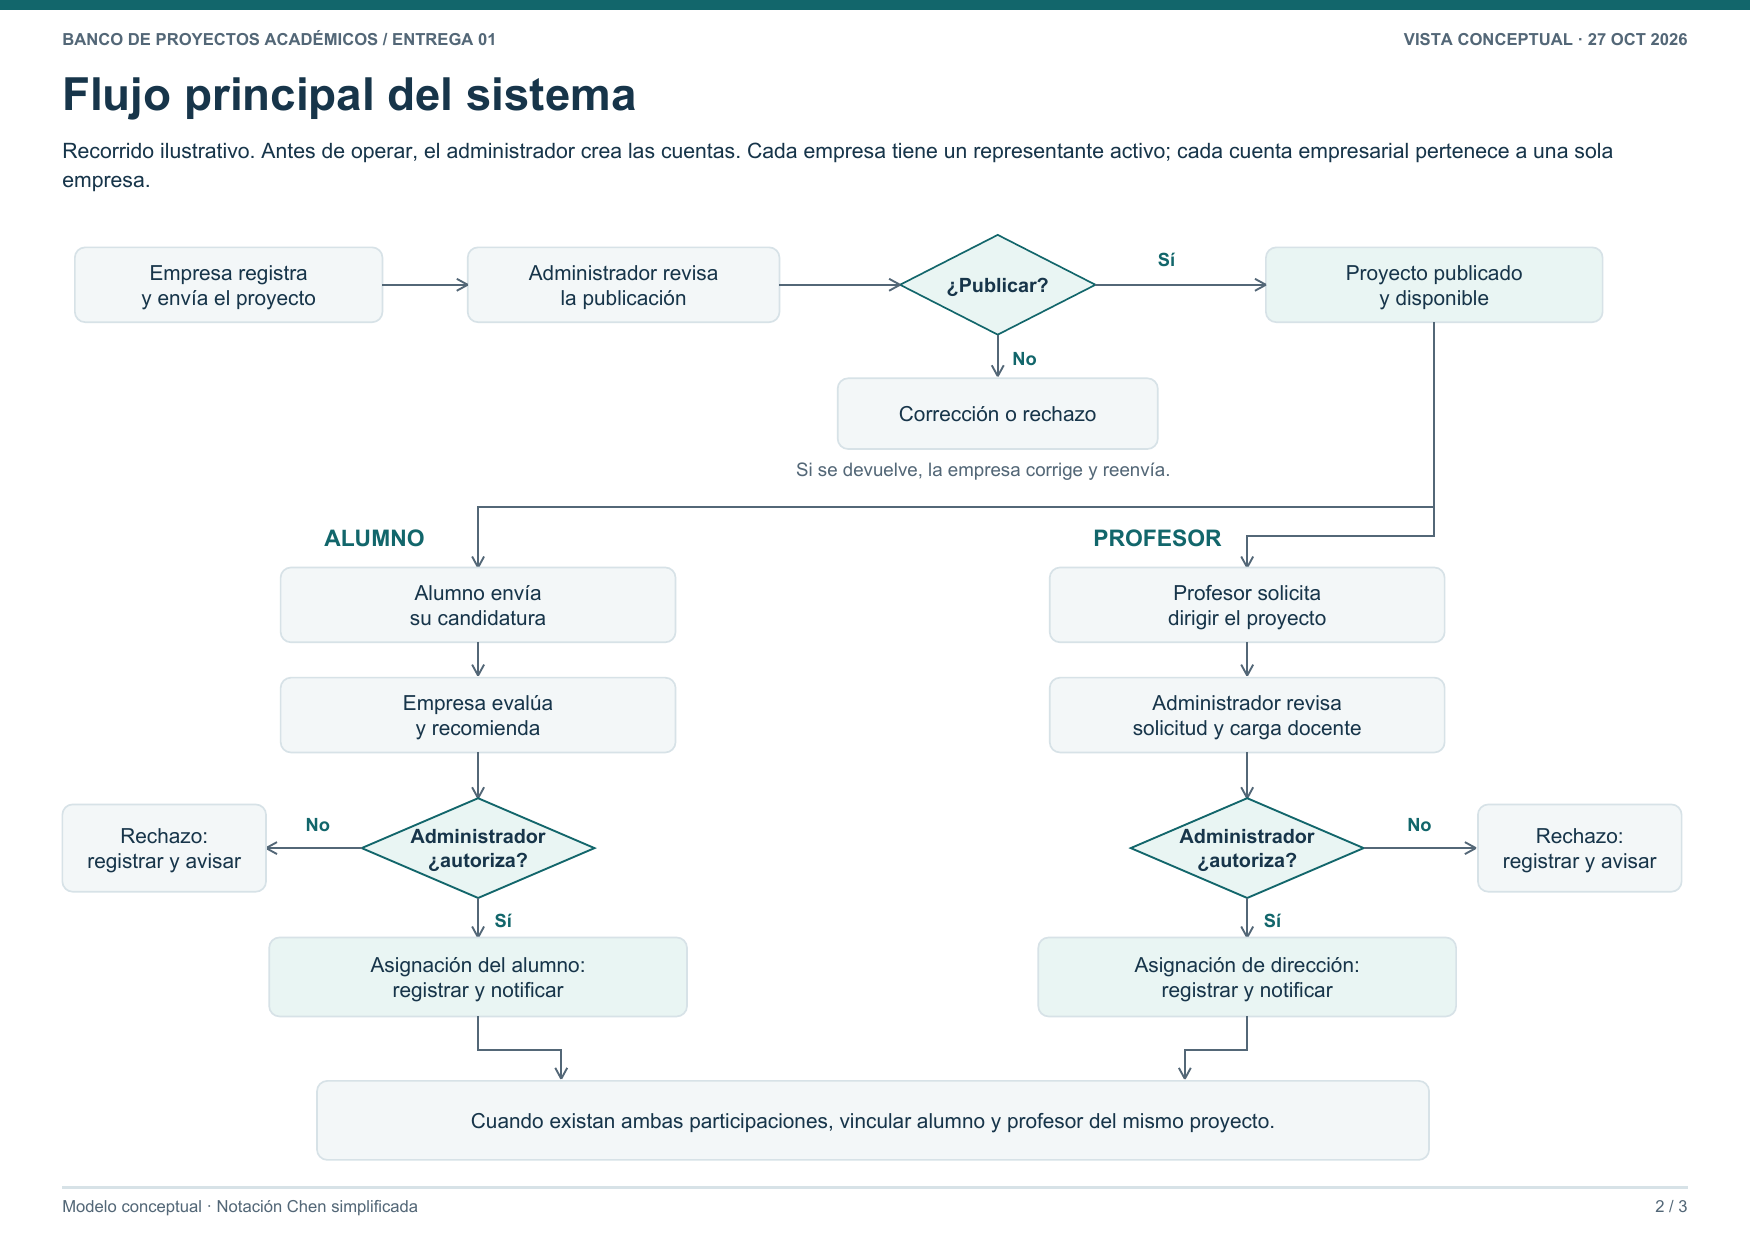 BANCO DE PROYECTOS ACADÉMICOS / ENTREGA 01
VISTA CONCEPTUAL · 27 OCT 2026
Flujo principal del sistema
Recorrido ilustrativo. Antes de operar, el administrador crea las cuentas. Cada empresa tiene un representante activo; cada cuenta empresarial pertenece a una sola
empresa.
Empresa registra
y envía el proyecto
Administrador revisa
la publicación
¿Publicar?
Sí
Proyecto publicado
y disponible
No
Corrección o rechazo
Si se devuelve, la empresa corrige y reenvía.
ALUMNO
Alumno envía
su candidatura
Empresa evalúa
y recomienda
Administrador
¿autoriza?
No
Rechazo:
registrar y avisar
Sí
Asignación del alumno:
registrar y notificar
PROFESOR
Profesor solicita
dirigir el proyecto
Administrador revisa
solicitud y carga docente
Administrador
¿autoriza?
No
Rechazo:
registrar y avisar
Sí
Asignación de dirección:
registrar y notificar
Cuando existan ambas participaciones, vincular alumno y profesor del mismo proyecto.
Modelo conceptual · Notación Chen simplificada
2 / 3